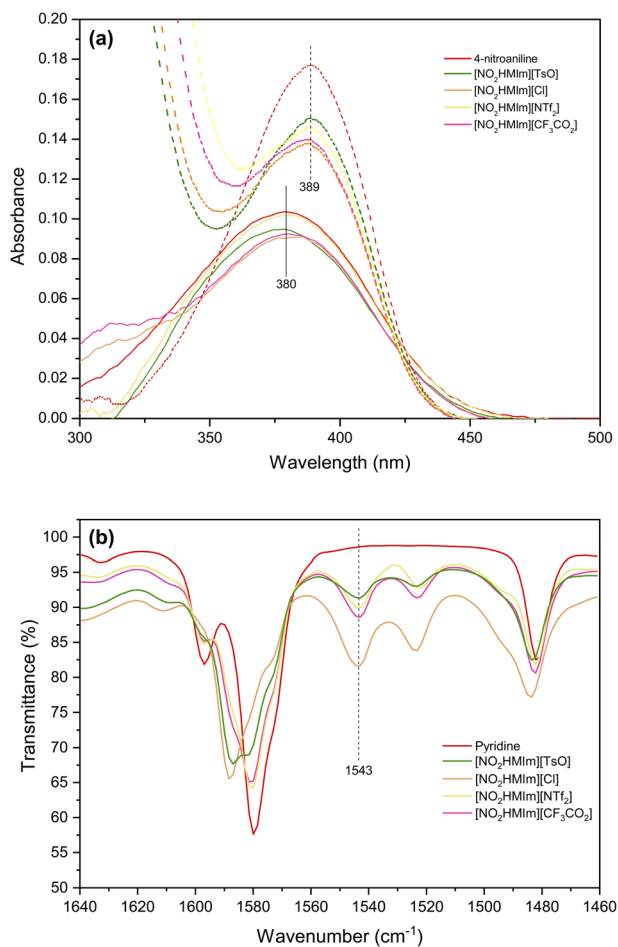 (a)
4-nitroaniline
[NO₂HMIm][TsO]
[NO₂HMIm][Cl]
[NO₂HMIm][NTf₂]
[NO₂HMIm][CF₃CO₂]
0.20
0.18
0.16
0.14
0.12
0.10
0.08
0.06
0.04
0.02
0.00
Absorbance
389
380
300 350 400 450 500
Wavelength (nm)
(b)
100
95
90
85
80
75
70
65
60
55
50
Transmittance (%)
1543
Pyridine
[NO₂HMIm][TsO]
[NO₂HMIm][Cl]
[NO₂HMIm][NTf₂]
[NO₂HMIm][CF₃CO₂]
1640 1620 1600 1580 1560 1540 1520 1500 1480 1460
Wavenumber (cm⁻¹)